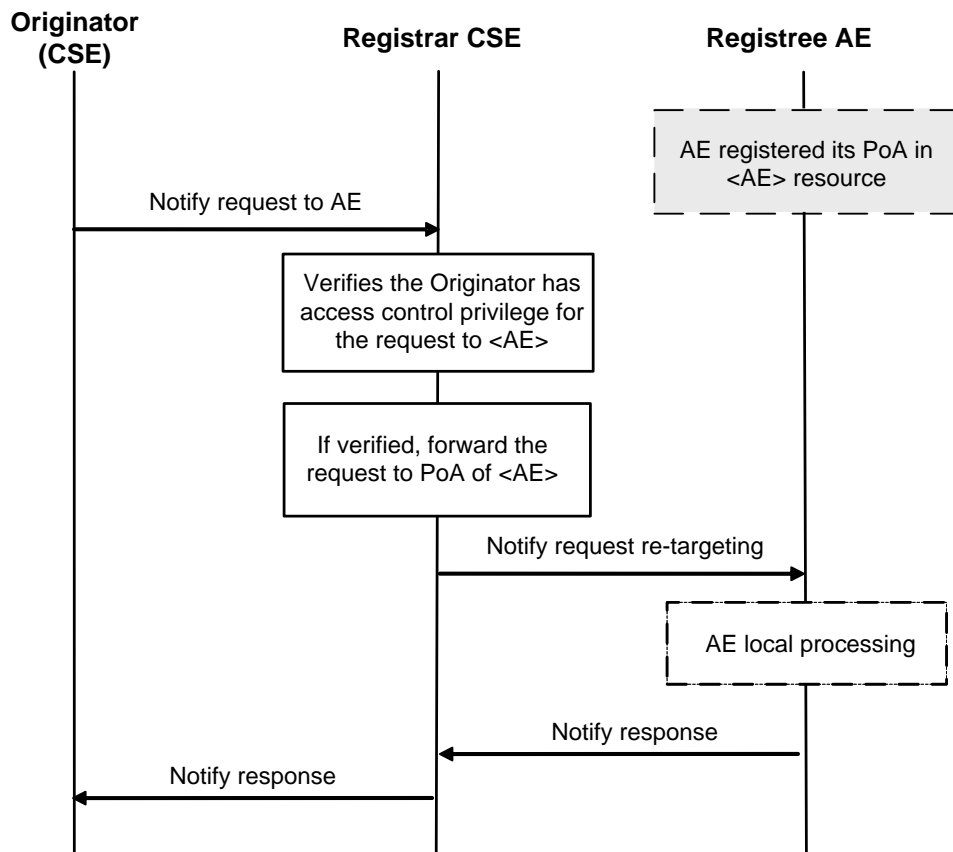 Originator
(CSE)
Registrar CSE
Registree AE
AE registered its PoA in
<AE> resource
Notify request to AE
Verifies the Originator has
access control privilege for
the request to <AE>
If verified, forward the
request to PoA of <AE>
Notify request re-targeting
AE local processing
Notify response
Notify response